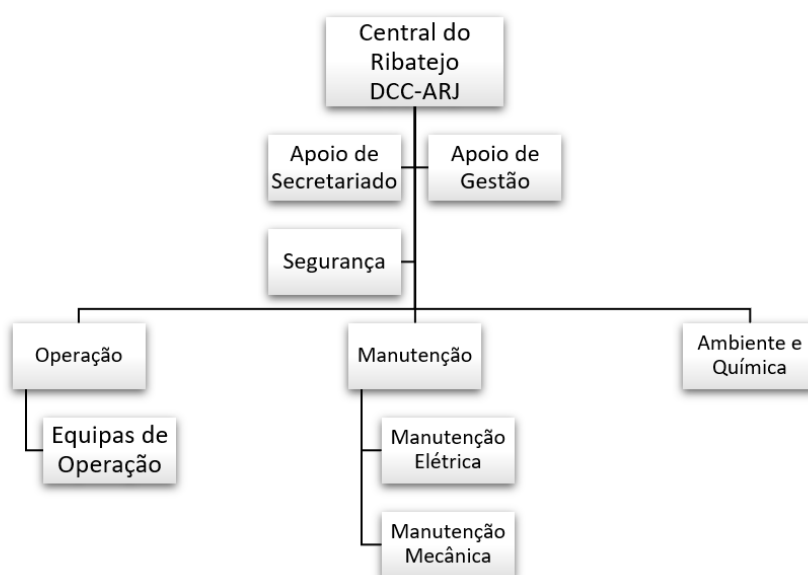 Central do
Ribatejo
DCC-ARJ
Apoio de
Secretariado
Apoio de
Gestão
Segurança
Operação
Manutenção
Ambiente e
Química
Equipas de
Operação
Manutenção
Elétrica
Manutenção
Mecânica